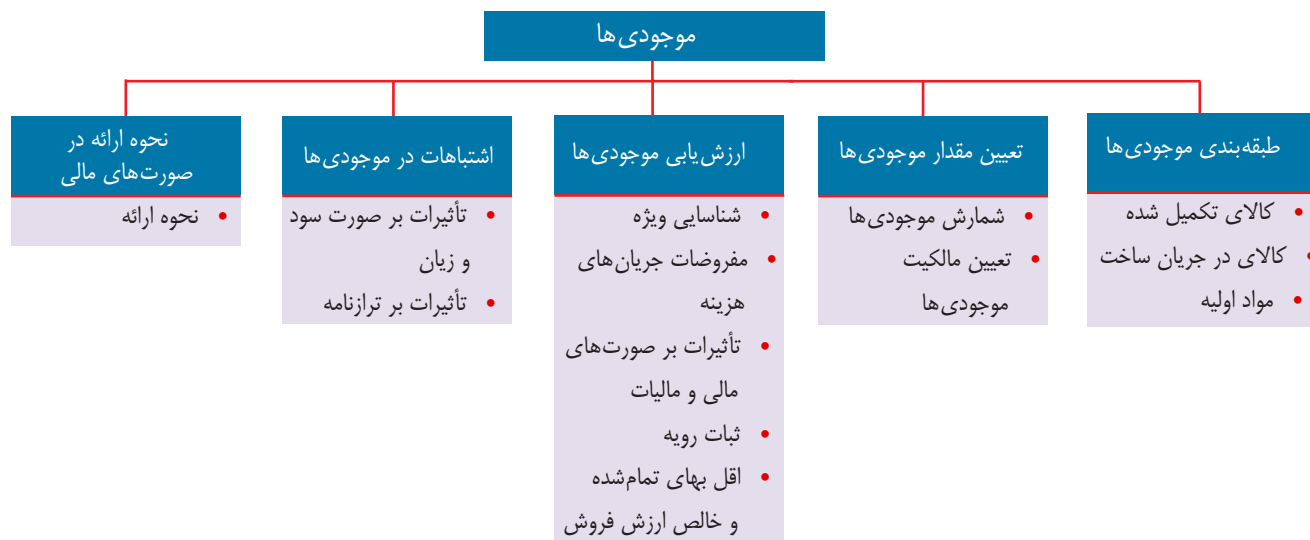 موجودی‌ها
طبقه‌بندی موجودی‌ها
• کالای تکمیل شده
• کالای در جریان ساخت
• مواد اولیه
تعیین مقدار موجودی‌ها
• شمارش موجودی‌ها
• تعیین مالکیت
موجودی‌ها
ارزش‌یابی موجودی‌ها
• شناسایی ویژه
• مفروضات جریان‌های
هزینه
• تأثیرات بر صورت‌های
مالی و مالیات
• ثبات رویه
• اقل بهای تمام‌شده
و خالص ارزش فروش
اشتباهات در موجودی‌ها
• تأثیرات بر صورت سود
و زیان
• تأثیرات بر ترازنامه
نحوه ارائه در
صورت‌های مالی
• نحوه ارائه